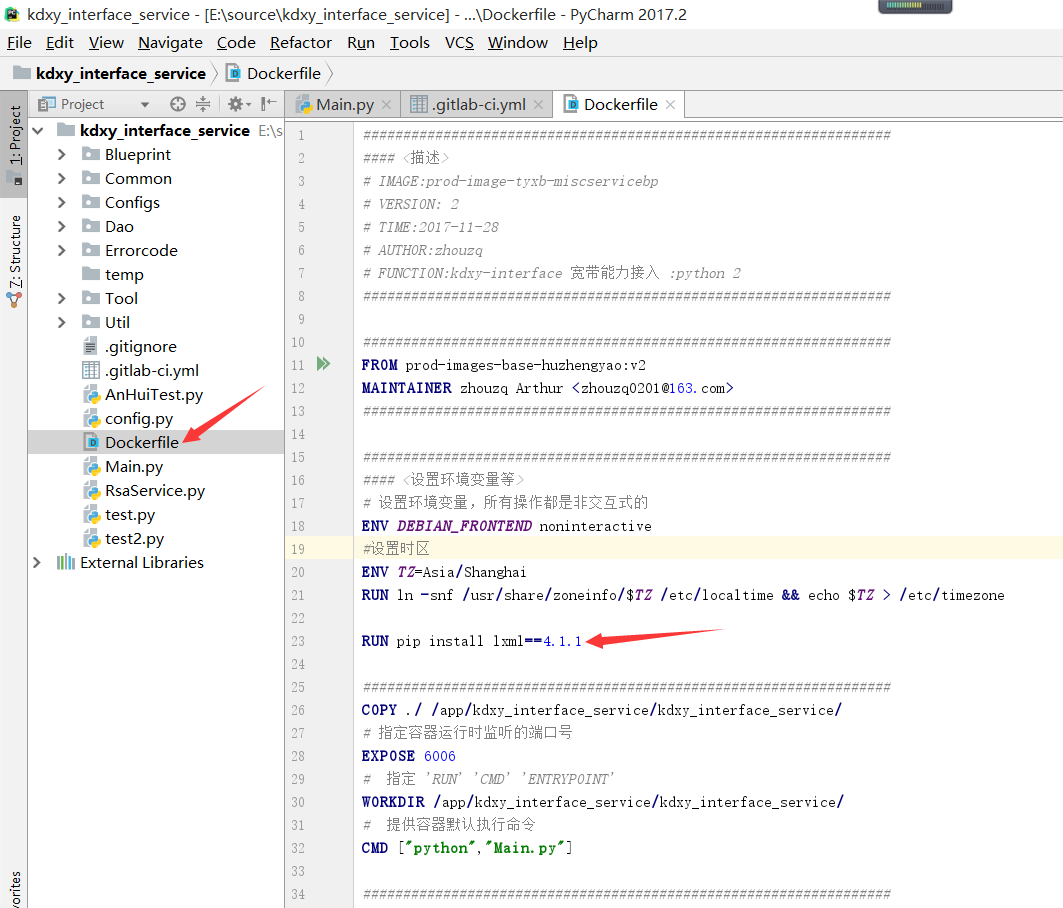 kdxy_interface_service - [E:\source\kdxy_interface_service] - ...\Dockerfile - PyCharm 2017.2
File Edit View Navigate Code Refactor Run Tools VCS Window Help
kdxy_interface_service Dockerfile
Project
Main.py .gitlab-ci.yml Dockerfile
1: Project
Z: Structure
vorites
kdxy_interface_service E:\s
Blueprint
Common
Configs
Dao
Errorcode
temp
Tool
Util
.gitignore
.gitlab-ci.yml
AnHuiTest.py
config.py
Dockerfile
Main.py
RsaService.py
test.py
test2.py
External Libraries
1 #################################################################
2 #### <描述>
3 # IMAGE:prod-image-tyxb-miscservicebp
4 # VERSION: 2
5 # TIME:2017-11-28
6 # AUTHOR:zhouzq
7 # FUNCTION:kdxy-interface 宽带能力接入 :python 2
8 #################################################################
9
10 #################################################################
11 FROM prod-images-base-huzhengyao:v2
12 MAINTAINER zhouzq Arthur <zhouzq0201@163.com>
13 #################################################################
14
15 #################################################################
16 #### <设置环境变量等>
17 # 设置环境变量，所有操作都是非交互式的
18 ENV DEBIAN_FRONTEND noninteractive
19 #设置时区
20 ENV TZ=Asia/Shanghai
21 RUN ln -snf /usr/share/zoneinfo/$TZ /etc/localtime && echo $TZ > /etc/timezone
22
23 RUN pip install lxml==4.1.1
24
25 #################################################################
26 COPY ./ /app/kdxy_interface_service/kdxy_interface_service/
27 # 指定容器运行时监听的端口号
28 EXPOSE 6006
29 #  指定 'RUN' 'CMD' 'ENTRYPOINT'
30 WORKDIR /app/kdxy_interface_service/kdxy_interface_service/
31 #  提供容器默认执行命令
32 CMD ["python","Main.py"]
33
34 #################################################################